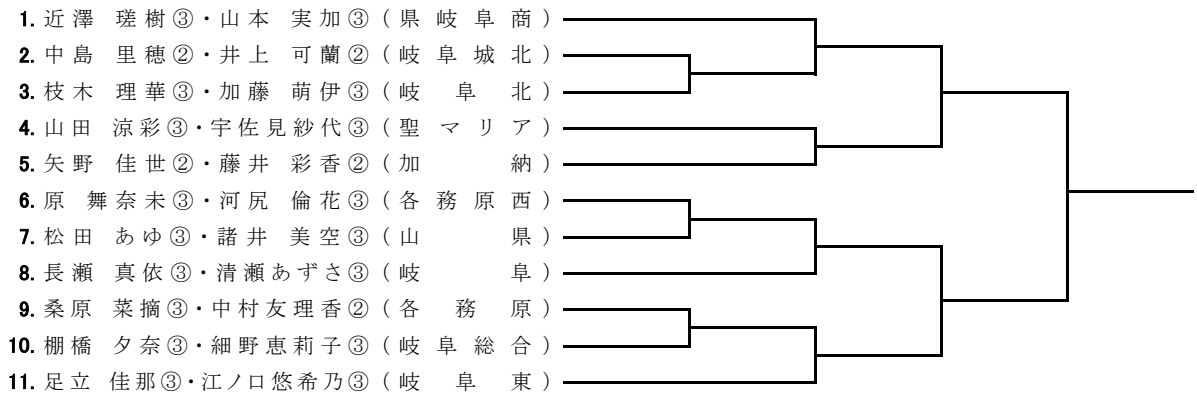 1. 近澤 瑳樹③・山本 実加③(県岐阜商)
2. 中島 里穂②・井上 可蘭②(岐阜城北)
3. 枝木 理華③・加藤 萌伊③(岐阜北)
4. 山田 涼彩③・宇佐見紗代③(聖マリア)
5. 矢野 佳世②・藤井 彩香②(加納)
6. 原 舞奈未③・河尻 倫花③(各務原西)
7. 松田 あゆ③・諸井 美空③(山県)
8. 長瀬 真依③・清瀬あずさ③(岐阜)
9. 桑原 菜摘③・中村友理香②(各務原)
10. 棚橋 夕奈③・細野恵莉子③(岐阜総合)
11. 足立 佳那③・江ノ口悠希乃③(岐阜東)